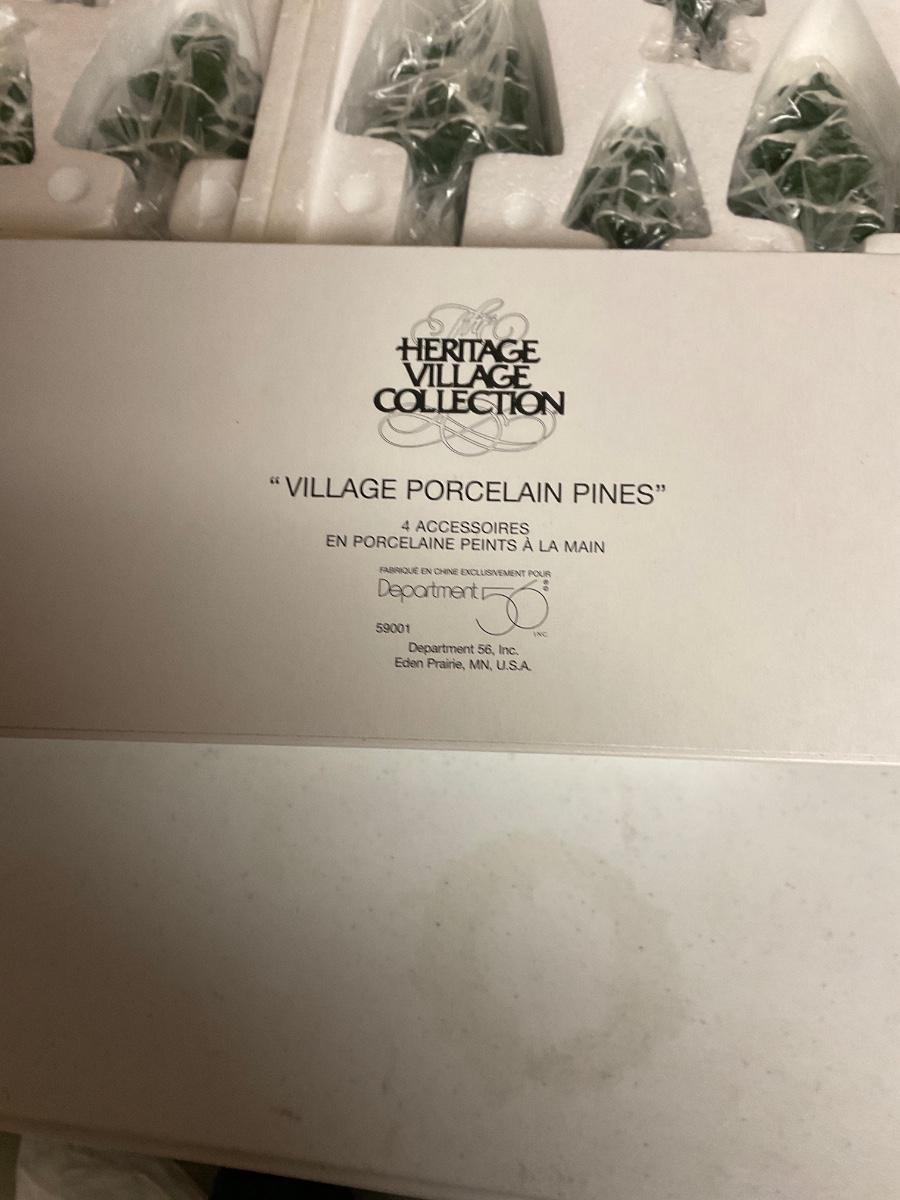 The
HERITAGE
VILLAGE
COLLECTION
“VILLAGE PORCELAIN PINES”
4 ACCESSOIRES
EN PORCELAINE PEINTS À LA MAIN
FABRIQUÉ EN CHINE EXCLUSIVEMENT POUR
Department 56 ®
INC.
59001
Department 56, Inc.
Eden Prairie, MN, U.S.A.